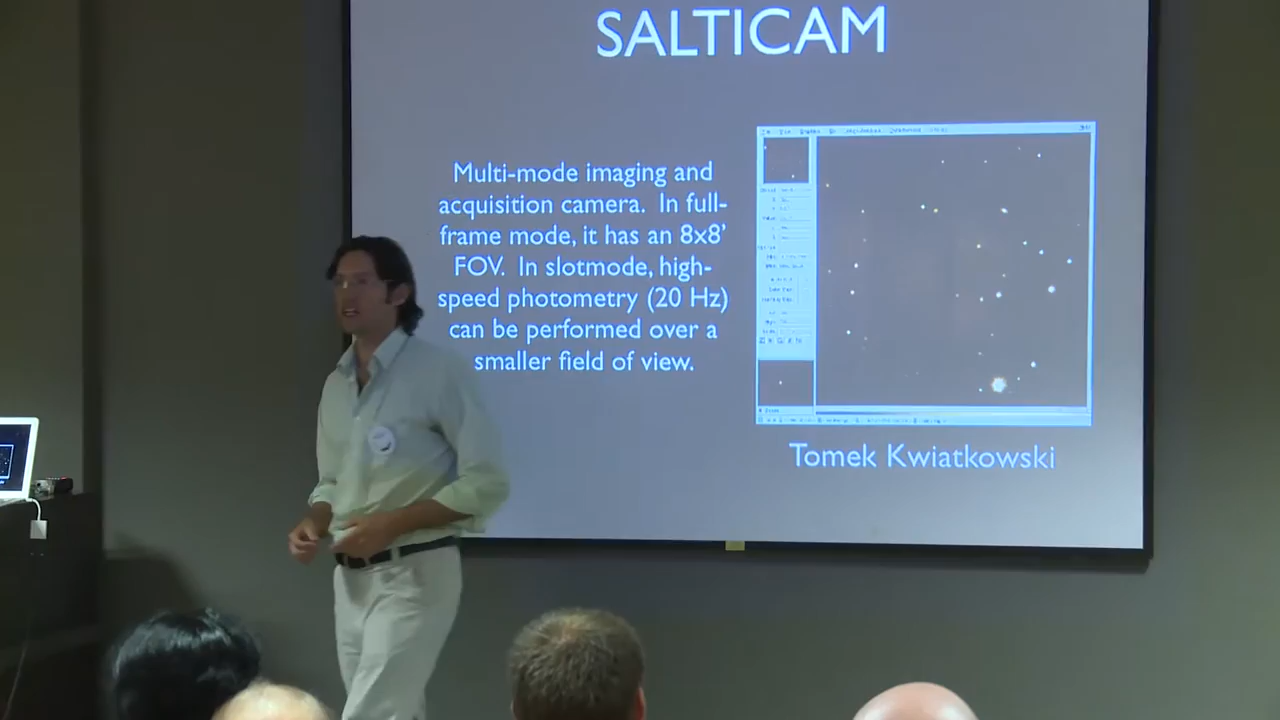 SALTICAM
Multi-mode imaging and
acquisition camera. In full-
frame mode, it has an 8x8'
FOV. In slotmode, high-
speed photometry (20 Hz)
can be performed over a
smaller field of view.
Tomek Kwiatkowski